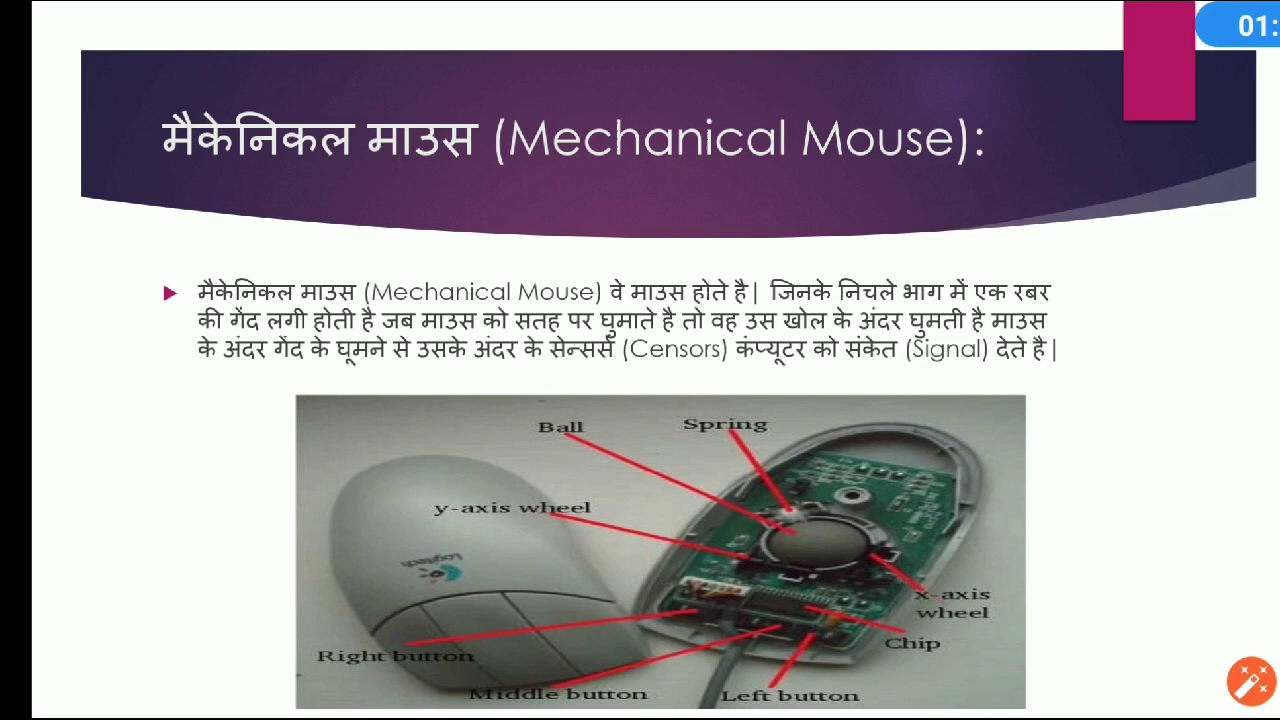 01:
मैकेनिकल माउस (Mechanical Mouse):
मैकेनिकल माउस (Mechanical Mouse) वे माउस होते है| जिनके निचले भाग में एक रबर
की गेंद लगी होती है जब माउस को सतह पर घुमाते है तो वह उस खोल के अंदर घुमती है माउस
के अंदर गेंद के घूमने से उसके अंदर के सेन्सर्स (Censors) कंप्यूटर को संकेत (Signal) देते है|
Ball
Spring
y-axis wheel
Logitech
x-axis
wheel
Chip
Right button
Middle button
Left button